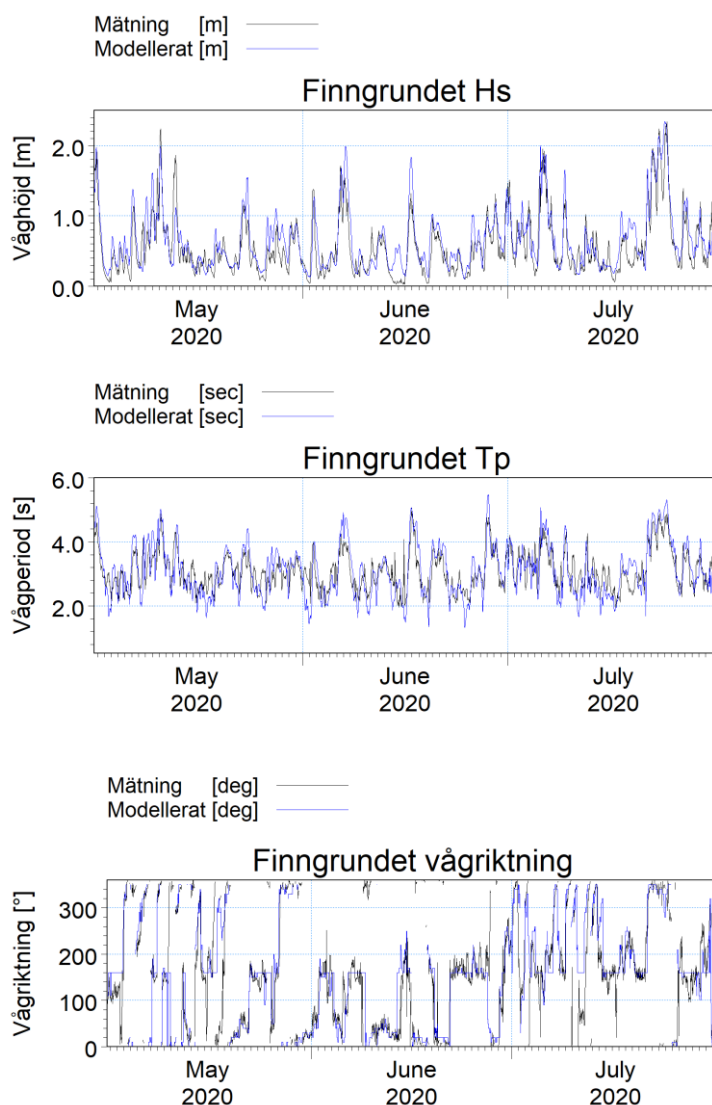 Mätning [m]
Modellerat [m]
Finngrundet Hs
Våghöjd [m]
2.0
1.0
0.0
May June July
2020 2020 2020
Mätning [sec]
Modellerat [sec]
Finngrundet Tp
Vågperiod [s]
6.0
4.0
2.0
May June July
2020 2020 2020
Mätning [deg]
Modellerat [deg]
Finngrundet vågriktning
Vågriktning [°]
300
200
100
0
May June July
2020 2020 2020